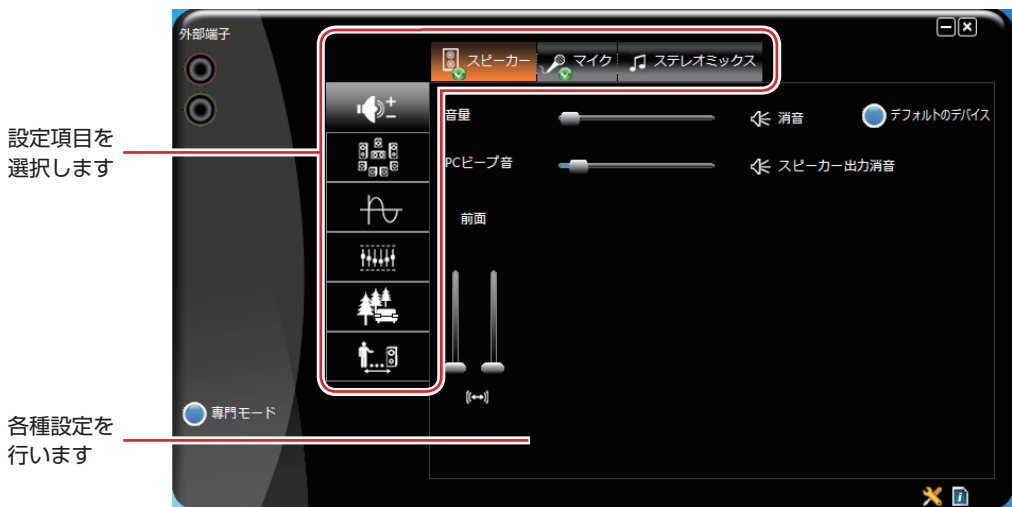 外部端子
スピーカー
マイク
ステレオミックス
音量
消音
デフォルトのデバイス
設定項目を
選択します
PCビープ音
スピーカー出力消音
前面
専門モード
各種設定を
行います